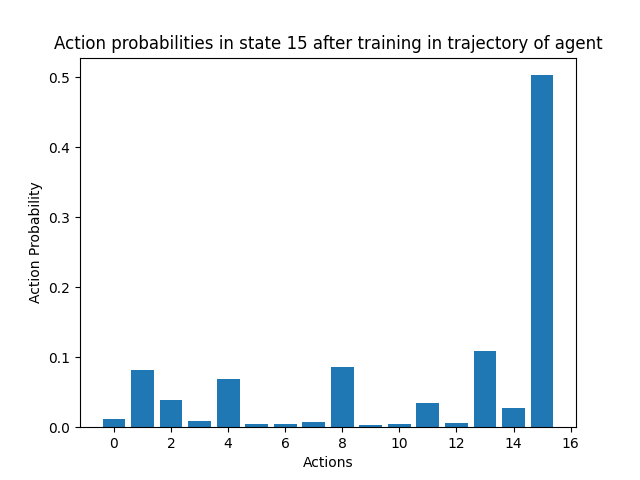 Action probabilities in state 15 after training in trajectory of agent
0.5
0.4
0.3
0.2
0.1
0.0
Action Probability
0 2 4 6 8 10 12 14 16
Actions